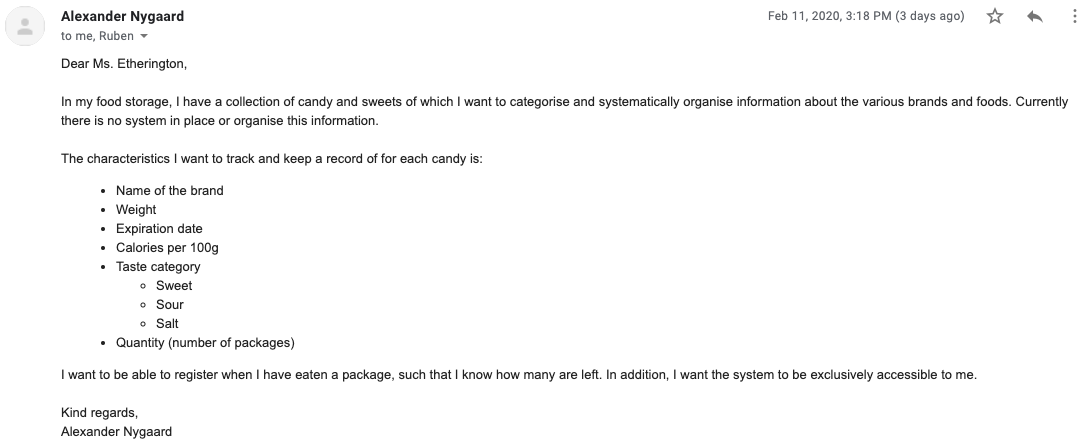 Alexander Nygaard
Feb 11, 2020, 3:18 PM (3 days ago)
to me, Ruben
Dear Ms. Etherington,
In my food storage, I have a collection of candy and sweets of which I want to categorise and systematically organise information about the various brands and foods. Currently
there is no system in place or organise this information.
The characteristics I want to track and keep a record of for each candy is:
• Name of the brand
• Weight
• Expiration date
• Calories per 100g
• Taste category
○ Sweet
○ Sour
○ Salt
• Quantity (number of packages)
I want to be able to register when I have eaten a package, such that I know how many are left. In addition, I want the system to be exclusively accessible to me.
Kind regards,
Alexander Nygaard